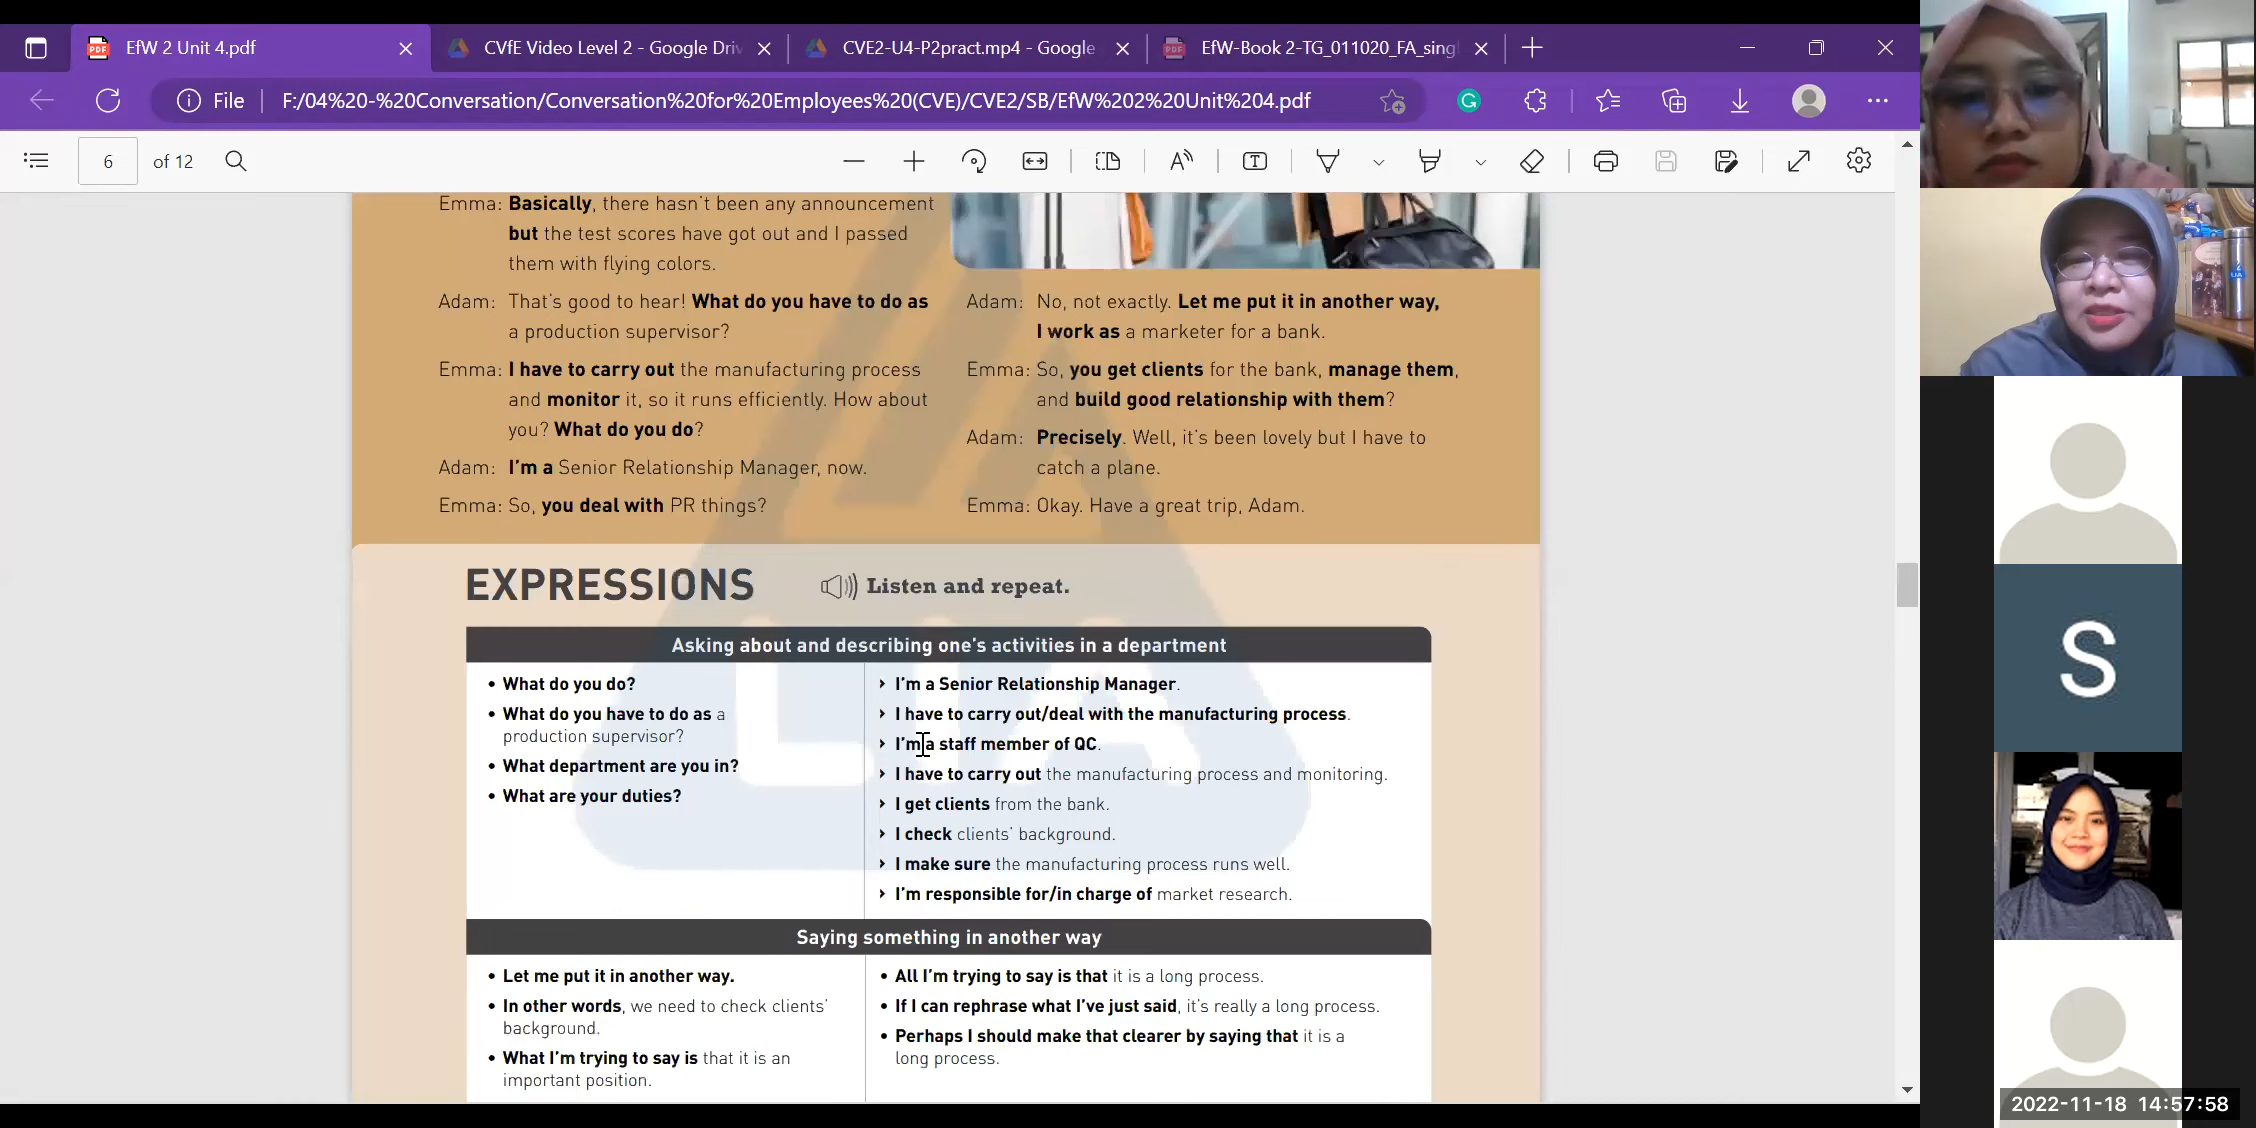 EfW 2 Unit 4.pdf
CVfE Video Level 2 - Google Driv
CVE2-U4-P2pract.mp4 - Google
EfW-Book 2-TG_011020_FA_sing
File
F:/04%20-%20Conversation/Conversation%20for%20Employees%20(CVE)/CVE2/SB/EfW%202%20Unit%204.pdf
6 of 12
Emma: Basically, there hasn't been any announcement
but the test scores have got out and I passed
them with flying colors.
Adam: That's good to hear! What do you have to do as
a production supervisor?
Emma: I have to carry out the manufacturing process
and monitor it, so it runs efficiently. How about
you? What do you do?
Adam: I'm a Senior Relationship Manager, now.
Emma: So, you deal with PR things?
Adam: No, not exactly. Let me put it in another way,
I work as a marketer for a bank.
Emma: So, you get clients for the bank, manage them,
and build good relationship with them?
Adam: Precisely. Well, it's been lovely but I have to
catch a plane.
Emma: Okay. Have a great trip, Adam.
EXPRESSIONS
Listen and repeat.
Asking about and describing one's activities in a department
• What do you do?
• What do you have to do as a
production supervisor?
• What department are you in?
• What are your duties?
› I'm a Senior Relationship Manager.
› I have to carry out/deal with the manufacturing process.
› I'm a staff member of QC.
› I have to carry out the manufacturing process and monitoring.
› I get clients from the bank.
› I check clients' background.
› I make sure the manufacturing process runs well.
› I'm responsible for/in charge of market research.
Saying something in another way
• Let me put it in another way.
• In other words, we need to check clients'
background.
• What I'm trying to say is that it is an
important position.
• All I'm trying to say is that it is a long process.
• If I can rephrase what I've just said, it's really a long process.
• Perhaps I should make that clearer by saying that it is a
long process.
LIA
S
2022-11-18 14:57:58